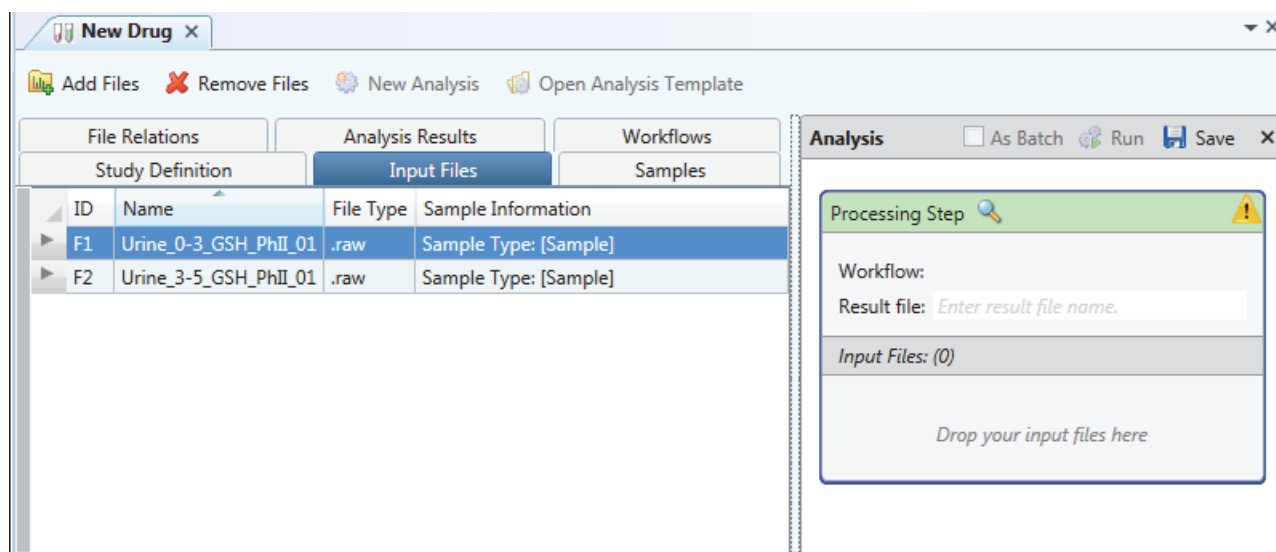 New Drug
Add Files Remove Files New Analysis Open Analysis Template
File Relations Analysis Results Workflows
Study Definition Input Files Samples
ID Name File Type Sample Information
F1 Urine_0-3_GSH_PhII_01 .raw Sample Type: [Sample]
F2 Urine_3-5_GSH_PhII_01 .raw Sample Type: [Sample]
Analysis As Batch Run Save
Processing Step
Workflow:
Result file: Enter result file name.
Input Files: (0)
Drop your input files here